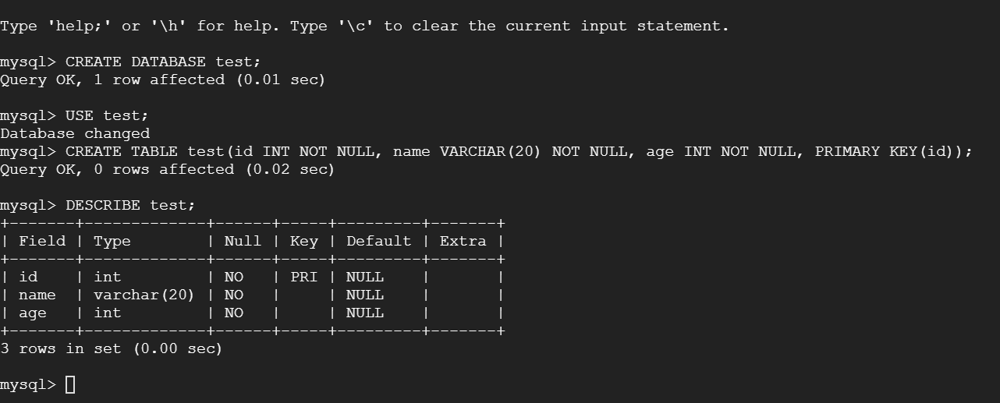 Type 'help;' or '\h' for help. Type '\c' to clear the current input statement.
mysql> CREATE DATABASE test;
Query OK, 1 row affected (0.01 sec)
mysql> USE test;
Database changed
mysql> CREATE TABLE test(id INT NOT NULL, name VARCHAR(20) NOT NULL, age INT NOT NULL, PRIMARY KEY(id));
Query OK, 0 rows affected (0.02 sec)
mysql> DESCRIBE test;
+-------+-------------+------+-----+---------+-------+
| Field | Type        | Null | Key | Default | Extra |
+-------+-------------+------+-----+---------+-------+
| id    | int         | NO   | PRI | NULL    |       |
| name  | varchar(20) | NO   |     | NULL    |       |
| age   | int         | NO   |     | NULL    |       |
+-------+-------------+------+-----+---------+-------+
3 rows in set (0.00 sec)
mysql>